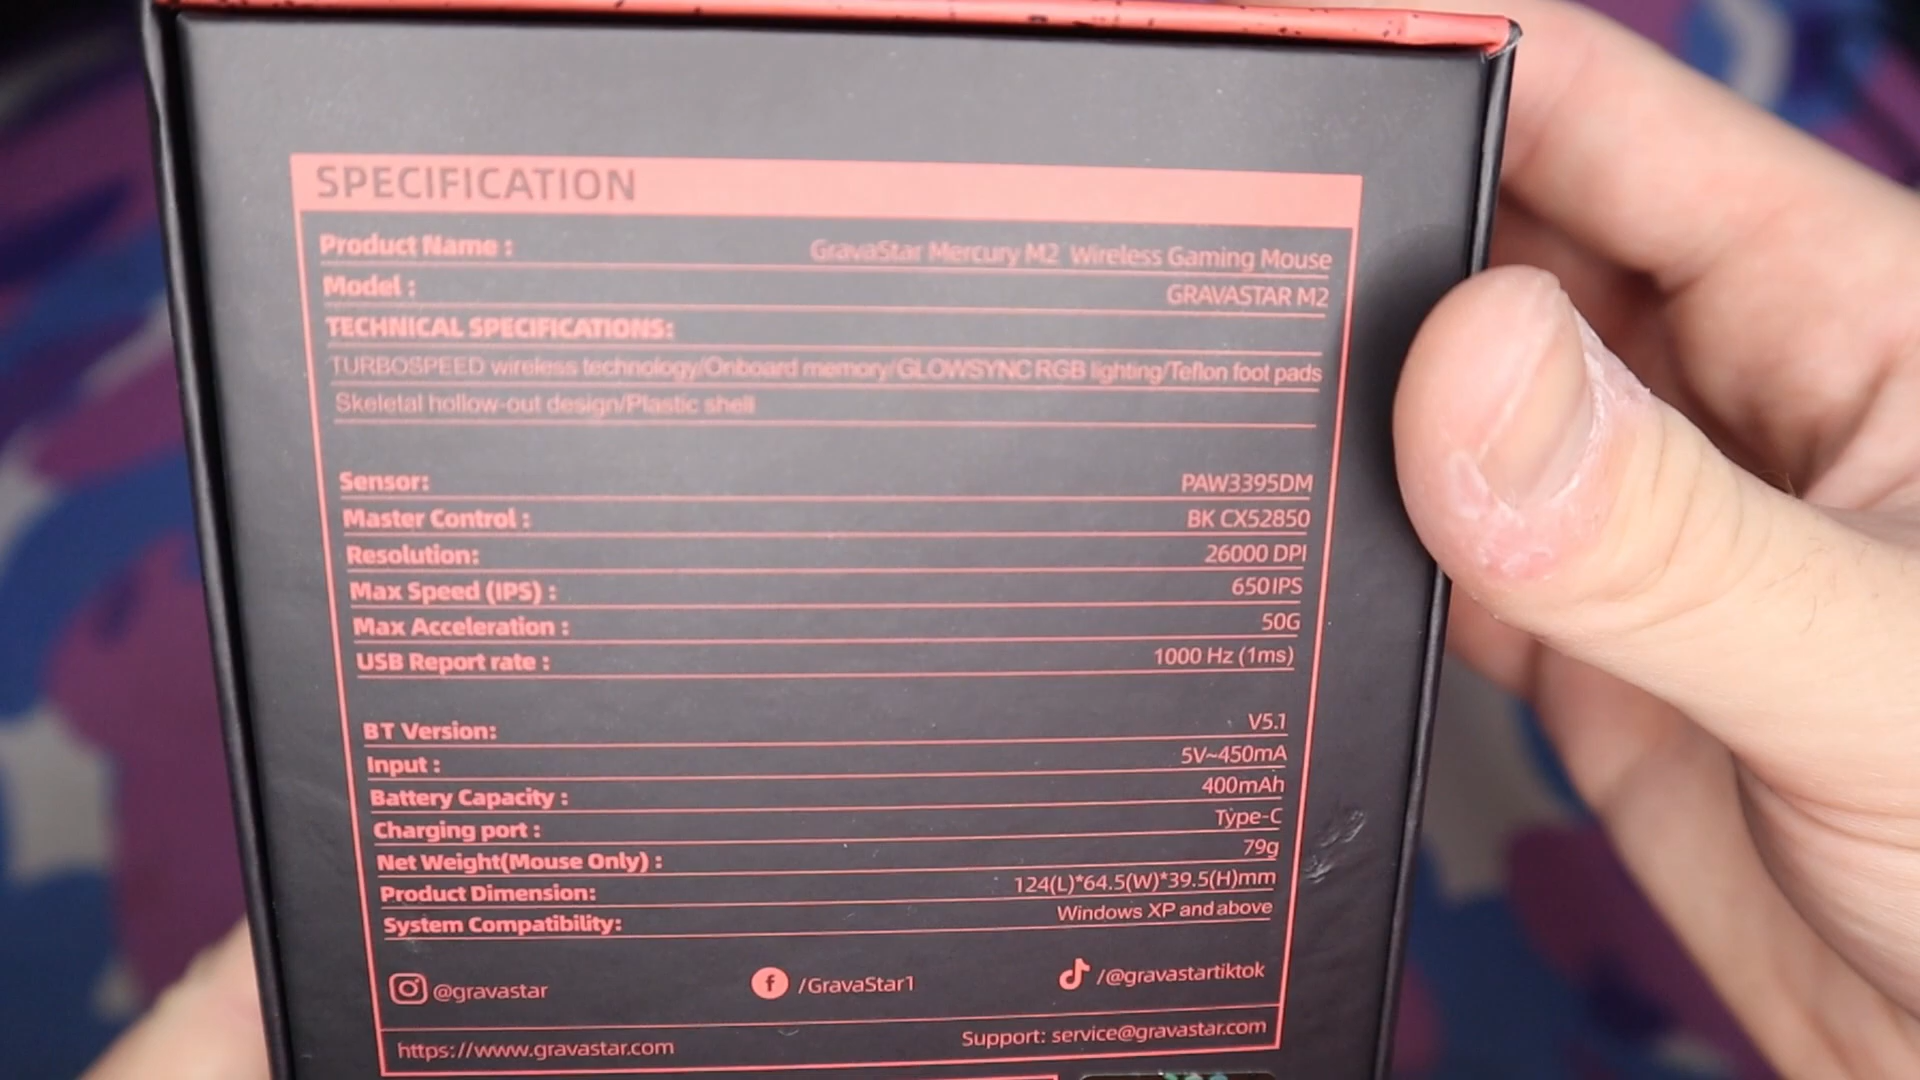 SPECIFICATION
Product Name : GravaStar Mercury M2 Wireless Gaming Mouse
Model : GRAVASTAR M2
TECHNICAL SPECIFICATIONS:
TURBOSPEED wireless technology/Onboard memory/GLOWSYNC RGB lighting/Teflon foot pads
Skeletal hollow-out design/Plastic shell
Sensor: PAW3395DM
Master Control : BK CX52850
Resolution: 26000 DPI
Max Speed (IPS) : 650IPS
Max Acceleration : 50G
USB Report rate : 1000 Hz (1ms)
BT Version: V5.1
Input : 5V~450mA
Battery Capacity : 400mAh
Charging port : Type-C
Net Weight(Mouse Only) : 79g
Product Dimension: 124(L)*64.5(W)*39.5(H)mm
System Compatibility: Windows XP and above
@gravastar /GravaStar1 /@gravastartiktok
https://www.gravastar.com Support: service@gravastar.com